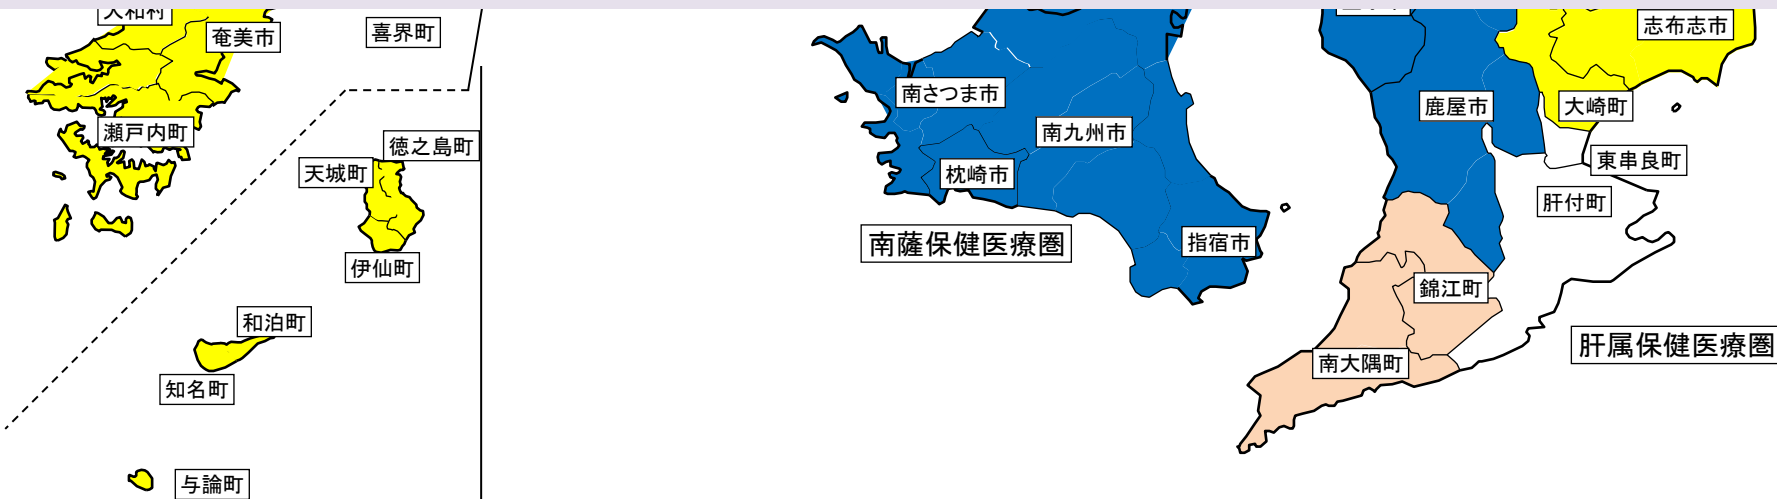 大和村
奄美市
喜界町
瀬戸内町
徳之島町
天城町
伊仙町
和泊町
知名町
与論町
南さつま市
南九州市
枕崎市
指宿市
南薩保健医療圏
志布志市
鹿屋市
大崎町
東串良町
肝付町
錦江町
南大隅町
肝属保健医療圏